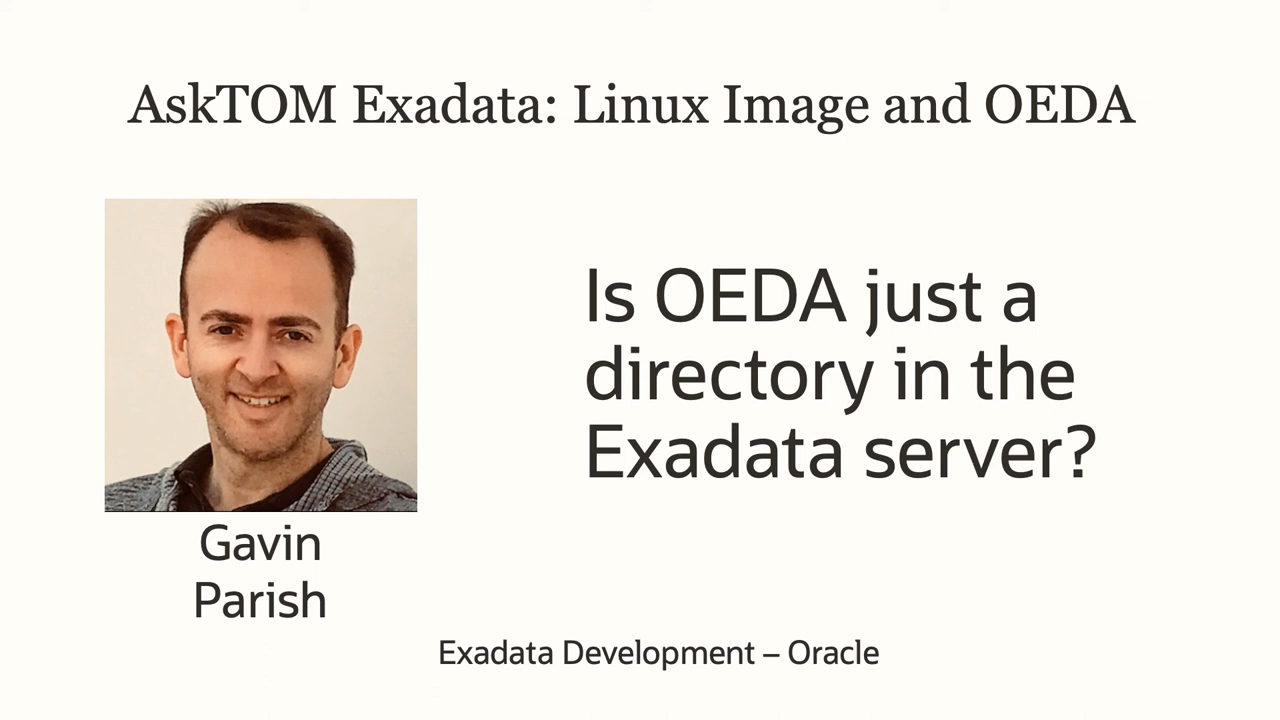 AskTOM Exadata: Linux Image and OEDA
Is OEDA just a
directory in the
Exadata server?
Gavin
Parish
Exadata Development – Oracle